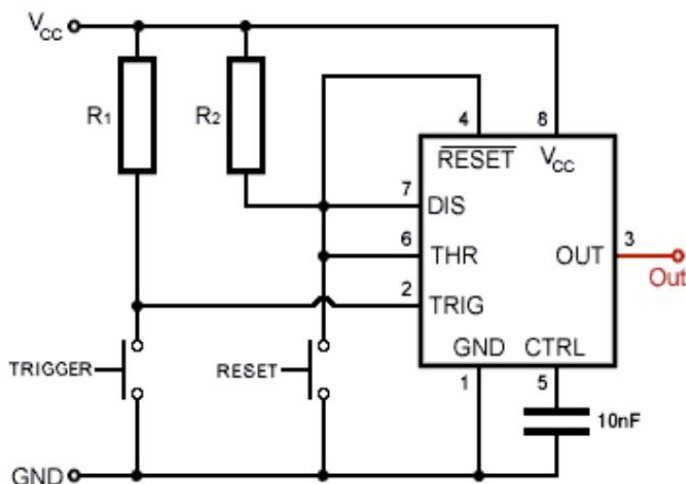 VCC
R1
R2
4
8
RESET
VCC
7
DIS
6
THR
OUT
3
Out
2
TRIG
GND
CTRL
TRIGGER
RESET
1
5
10nF
GND